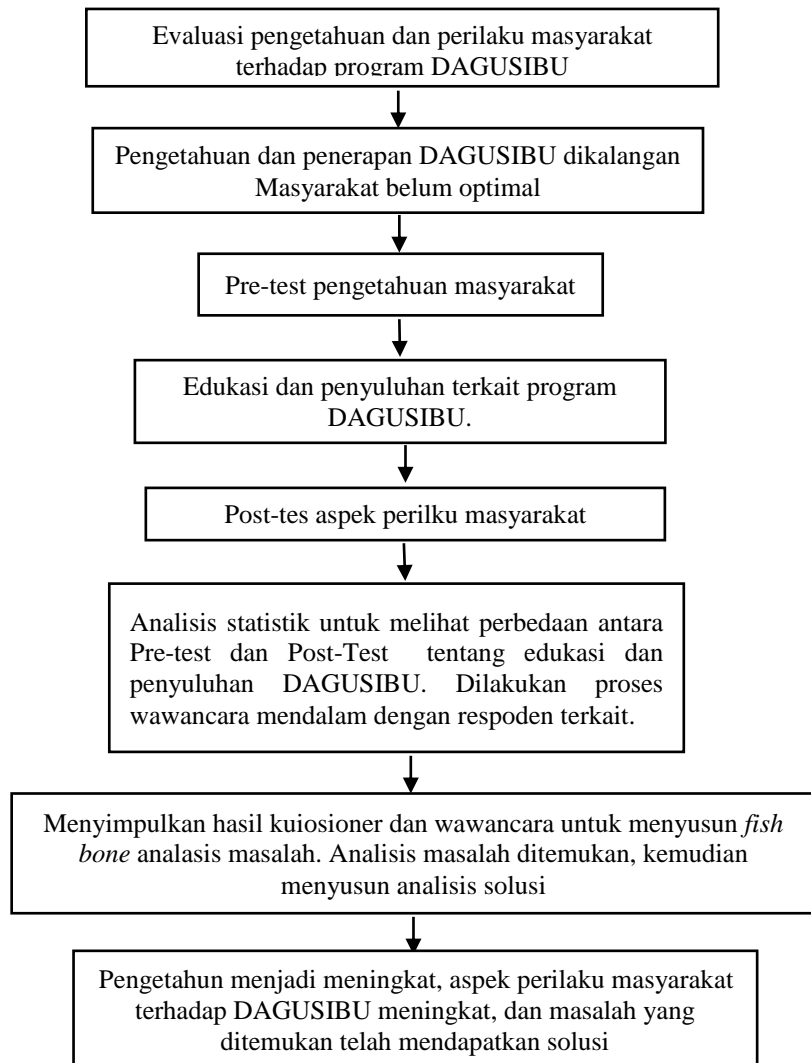 Evaluasi pengetahuan dan perilaku masyarakat
terhadap program DAGUSIBU
Pengetahuan dan penerapan DAGUSIBU dikalangan
Masyarakat belum optimal
Pre-test pengetahuan masyarakat
Edukasi dan penyuluhan terkait program
DAGUSIBU.
Post-tes aspek perilku masyarakat
Analisis statistik untuk melihat perbedaan antara
Pre-test dan Post-Test tentang edukasi dan
penyuluhan DAGUSIBU. Dilakukan proses
wawancara mendalam dengan respoden terkait.
Menyimpulkan hasil kuiosioner dan wawancara untuk menyusun fish
bone analasis masalah. Analisis masalah ditemukan, kemudian
menyusun analisis solusi
Pengetahun menjadi meningkat, aspek perilaku masyarakat
terhadap DAGUSIBU meningkat, dan masalah yang
ditemukan telah mendapatkan solusi